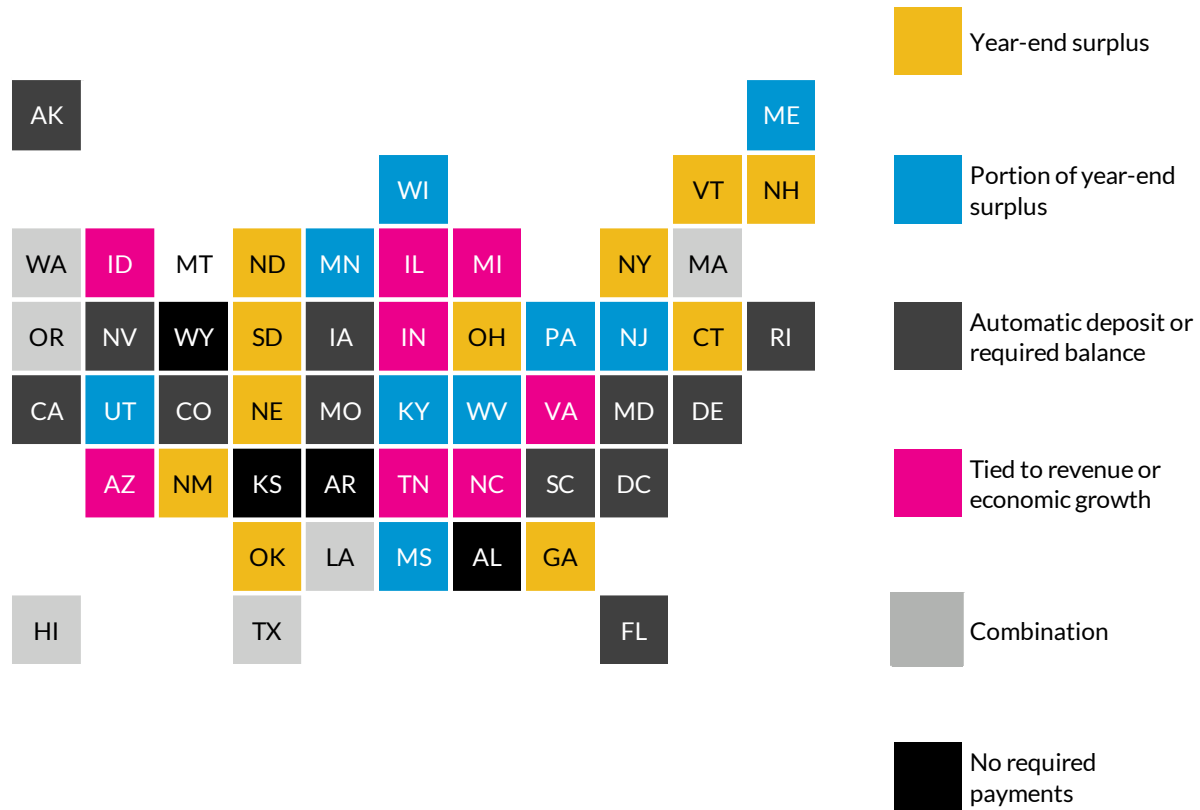 Year-end surplus
AK
ME
WI
VT
NH
Portion of year-end
surplus
WA
ID
MT
ND
MN
IL
MI
NY
MA
OR
NV
WY
SD
IA
IN
OH
PA
NJ
CT
RI
Automatic deposit or
required balance
CA
UT
CO
NE
MO
KY
WV
VA
MD
DE
AZ
NM
KS
AR
TN
NC
SC
DC
Tied to revenue or
economic growth
OK
LA
MS
AL
GA
HI
TX
FL
Combination
No required
payments